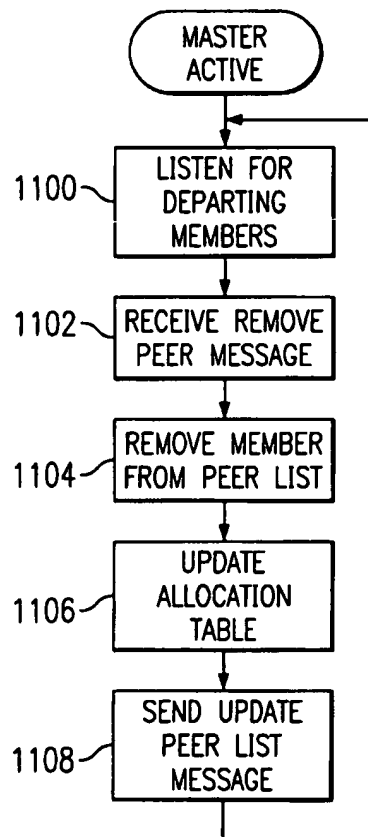 MASTER
ACTIVE
1100
LISTEN FOR
DEPARTING
MEMBERS
1102
RECEIVE REMOVE
PEER MESSAGE
1104
REMOVE MEMBER
FROM PEER LIST
1106
UPDATE
ALLOCATION
TABLE
1108
SEND UPDATE
PEER LIST
MESSAGE